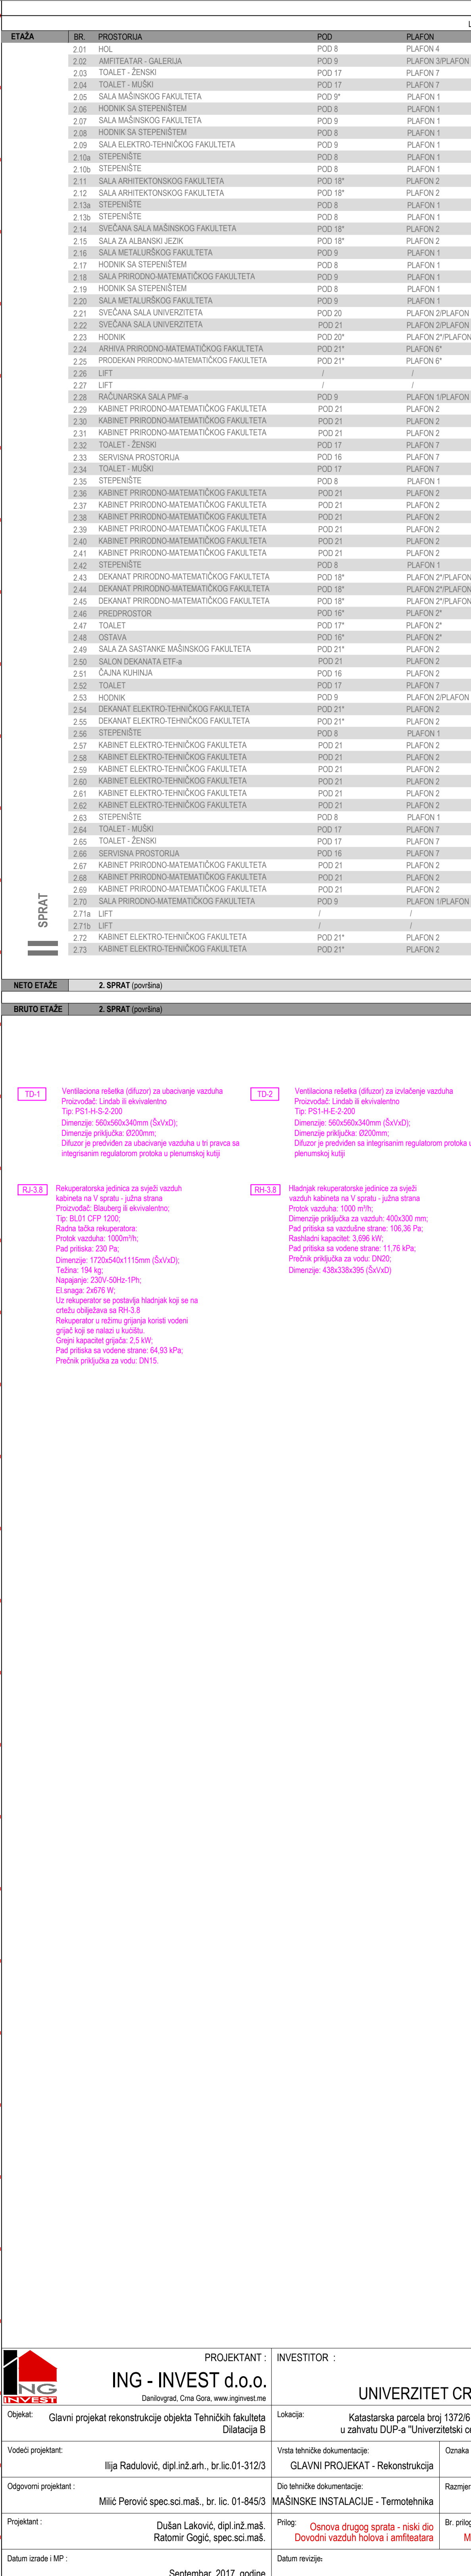 L
ETAŽA BR. PROSTORIJA POD PLAFON
2.01 HOL POD 8 PLAFON 4
2.02 AMFITEATAR - GALERIJA POD 9 PLAFON 3/PLAFON
2.03 TOALET - ŽENSKI POD 17 PLAFON 7
2.04 TOALET - MUŠKI POD 17 PLAFON 7
2.05 SALA MAŠINSKOG FAKULTETA POD 9* PLAFON 1
2.06 HODNIK SA STEPENIŠTEM POD 8 PLAFON 1
2.07 SALA MAŠINSKOG FAKULTETA POD 9 PLAFON 1
2.08 HODNIK SA STEPENIŠTEM POD 8 PLAFON 1
2.09 SALA ELEKTRO-TEHNIČKOG FAKULTETA POD 9 PLAFON 1
2.10a STEPENIŠTE POD 8 PLAFON 1
2.10b STEPENIŠTE POD 8 PLAFON 1
2.11 SALA ARHITEKTONSKOG FAKULTETA POD 18* PLAFON 2
2.12 SALA ARHITEKTONSKOG FAKULTETA POD 18* PLAFON 2
2.13a STEPENIŠTE POD 8 PLAFON 1
2.13b STEPENIŠTE POD 8 PLAFON 1
2.14 SVEČANA SALA MAŠINSKOG FAKULTETA POD 18* PLAFON 2
2.15 SALA ZA ALBANSKI JEZIK POD 18* PLAFON 2
2.16 SALA METALURŠKOG FAKULTETA POD 9 PLAFON 1
2.17 HODNIK SA STEPENIŠTEM POD 8 PLAFON 1
2.18 SALA PRIRODNO-MATEMATIČKOG FAKULTETA POD 9 PLAFON 1
2.19 HODNIK SA STEPENIŠTEM POD 8 PLAFON 1
2.20 SALA METALURŠKOG FAKULTETA POD 9 PLAFON 1
2.21 SVEČANA SALA UNIVERZITETA POD 20 PLAFON 2/PLAFON
2.22 SVEČANA SALA UNIVERZITETA POD 21 PLAFON 2/PLAFON
2.23 HODNIK POD 20* PLAFON 2*/PLAFON
2.24 ARHIVA PRIRODNO-MATEMATIČKOG FAKULTETA POD 21* PLAFON 6*
2.25 PRODEKAN PRIRODNO-MATEMATIČKOG FAKULTETA POD 21* PLAFON 6*
2.26 LIFT / /
2.27 LIFT / /
2.28 RAČUNARSKA SALA PMF-a POD 9 PLAFON 1/PLAFON
2.29 KABINET PRIRODNO-MATEMATIČKOG FAKULTETA POD 21 PLAFON 2
2.30 KABINET PRIRODNO-MATEMATIČKOG FAKULTETA POD 21 PLAFON 2
2.31 KABINET PRIRODNO-MATEMATIČKOG FAKULTETA POD 21 PLAFON 2
2.32 TOALET - ŽENSKI POD 17 PLAFON 7
2.33 SERVISNA PROSTORIJA POD 16 PLAFON 7
2.34 TOALET - MUŠKI POD 17 PLAFON 7
2.35 STEPENIŠTE POD 8 PLAFON 1
2.36 KABINET PRIRODNO-MATEMATIČKOG FAKULTETA POD 21 PLAFON 2
2.37 KABINET PRIRODNO-MATEMATIČKOG FAKULTETA POD 21 PLAFON 2
2.38 KABINET PRIRODNO-MATEMATIČKOG FAKULTETA POD 21 PLAFON 2
2.39 KABINET PRIRODNO-MATEMATIČKOG FAKULTETA POD 21 PLAFON 2
2.40 KABINET PRIRODNO-MATEMATIČKOG FAKULTETA POD 21 PLAFON 2
2.41 KABINET PRIRODNO-MATEMATIČKOG FAKULTETA POD 21 PLAFON 2
2.42 STEPENIŠTE POD 8 PLAFON 1
2.43 DEKANAT PRIRODNO-MATEMATIČKOG FAKULTETA POD 18* PLAFON 2*/PLAFON
2.44 DEKANAT PRIRODNO-MATEMATIČKOG FAKULTETA POD 18* PLAFON 2*/PLAFON
2.45 DEKANAT PRIRODNO-MATEMATIČKOG FAKULTETA POD 18* PLAFON 2*/PLAFON
2.46 PREDPROSTOR POD 16* PLAFON 2*
2.47 TOALET POD 17* PLAFON 2*
2.48 OSTAVA POD 16* PLAFON 2*
2.49 SALA ZA SASTANKE MAŠINSKOG FAKULTETA POD 21* PLAFON 2
2.50 SALON DEKANATA ETF-a POD 21 PLAFON 2
2.51 ČAJNA KUHINJA POD 16 PLAFON 2
2.52 TOALET POD 17 PLAFON 7
2.53 HODNIK POD 9 PLAFON 2/PLAFON
2.54 DEKANAT ELEKTRO-TEHNIČKOG FAKULTETA POD 21* PLAFON 2
2.55 DEKANAT ELEKTRO-TEHNIČKOG FAKULTETA POD 21* PLAFON 2
2.56 STEPENIŠTE POD 8 PLAFON 1
2.57 KABINET ELEKTRO-TEHNIČKOG FAKULTETA POD 21 PLAFON 2
2.58 KABINET ELEKTRO-TEHNIČKOG FAKULTETA POD 21 PLAFON 2
2.59 KABINET ELEKTRO-TEHNIČKOG FAKULTETA POD 21 PLAFON 2
2.60 KABINET ELEKTRO-TEHNIČKOG FAKULTETA POD 21 PLAFON 2
2.61 KABINET ELEKTRO-TEHNIČKOG FAKULTETA POD 21 PLAFON 2
2.62 KABINET ELEKTRO-TEHNIČKOG FAKULTETA POD 21 PLAFON 2
2.63 STEPENIŠTE POD 8 PLAFON 1
2.64 TOALET - MUŠKI POD 17 PLAFON 7
2.65 TOALET - ŽENSKI POD 17 PLAFON 7
2.66 SERVISNA PROSTORIJA POD 16 PLAFON 7
2.67 KABINET PRIRODNO-MATEMATIČKOG FAKULTETA POD 21 PLAFON 2
2.68 KABINET PRIRODNO-MATEMATIČKOG FAKULTETA POD 21 PLAFON 2
2.69 KABINET PRIRODNO-MATEMATIČKOG FAKULTETA POD 21 PLAFON 2
2.70 SALA PRIRODNO-MATEMATIČKOG FAKULTETA POD 9 PLAFON 1/PLAFON
2.71a LIFT / /
2.71b LIFT / /
2.72 KABINET ELEKTRO-TEHNIČKOG FAKULTETA POD 21* PLAFON 2
2.73 KABINET ELEKTRO-TEHNIČKOG FAKULTETA POD 21* PLAFON 2
II SPRAT
NETO ETAŽE 2. SPRAT (površina)
BRUTO ETAŽE 2. SPRAT (površina)
TD-1 Ventilaciona rešetka (difuzor) za ubacivanje vazduha
Proizvođač: Lindab ili ekvivalentno
Tip: PS1-H-S-2-200
Dimenzije: 560x560x340mm (ŠxVxD);
Dimenzije priključka: Ø200mm;
Difuzor je predviđen za ubacivanje vazduha u tri pravca sa
integrisanim regulatorom protoka u plenumskoj kutiji
TD-2 Ventilaciona rešetka (difuzor) za izvlačenje vazduha
Proizvođač: Lindab ili ekvivalentno
Tip: PS1-H-E-2-200
Dimenzije: 560x560x340mm (ŠxVxD);
Dimenzije priključka: Ø200mm;
Difuzor je predviđen sa integrisanim regulatorom protoka u
plenumskoj kutiji
RJ-3.8 Rekuperatorska jedinica za svježi vazduh
kabineta na V spratu - južna strana
Proizvođač: Blauberg ili ekvivalentno;
Tip: BL01 CFP 1200;
Radna tačka rekuperatora:
Protok vazduha: 1000m³/h;
Pad pritiska: 230 Pa;
Dimenzije: 1720x540x1115mm (ŠxVxD);
Težina: 194 kg;
Napajanje: 230V-50Hz-1Ph;
El.snaga: 2x676 W;
Uz rekuperator se postavlja hladnjak koji se na
crtežu obilježava sa RH-3.8
Rekuperator u režimu grijanja koristi vodeni
grijač koji se nalazi u kućištu.
Grejni kapacitet grijača: 2,5 kW;
Pad pritiska sa vodene strane: 64,93 kPa;
Prečnik priključka za vodu: DN15.
RH-3.8 Hladnjak rekuperatorske jedinice za svježi
vazduh kabineta na V spratu - južna strana
Protok vazduha: 1000 m³/h;
Dimenzije priključka za vazduh: 400x300 mm;
Rashladni kapacitet: 3,696 kW;
Pad pritiska sa vazdušne strane: 106,36 Pa;
Pad pritiska sa vodene strane: 11,76 kPa;
Prečnik priključka za vodu: DN20;
Dimenzije: 438x338x395 (ŠxVxD)
ING INVEST
PROJEKTANT :
ING - INVEST d.o.o.
Danilovgrad, Crna Gora, www.inginvest.me
INVESTITOR :
UNIVERZITET CR
Objekat: Glavni projekat rekonstrukcije objekta Tehničkih fakulteta
Dilatacija B
Lokacija: Katastarska parcela broj 1372/6
u zahvatu DUP-a "Univerzitetski ce
Vodeći projektant:
Ilija Radulović, dipl.inž.arh., br.lic.01-312/3
Vrsta tehničke dokumentacije:
GLAVNI PROJEKAT - Rekonstrukcija
Oznaka
Odgovorni projektant :
Milić Perović spec.sci.maš., br. lic. 01-845/3
Dio tehničke dokumentacije:
MAŠINSKE INSTALACIJE - Termotehnika
Razmjer
Projektant :
Dušan Laković, dipl.inž.maš.
Ratomir Gogić, spec.sci.maš.
Prilog: Osnova drugog sprata - niski dio
Dovodni vazduh holova i amfiteatara
Br. prilog
M
Datum izrade i MP :
Septembar, 2017. godine
Datum revizije: